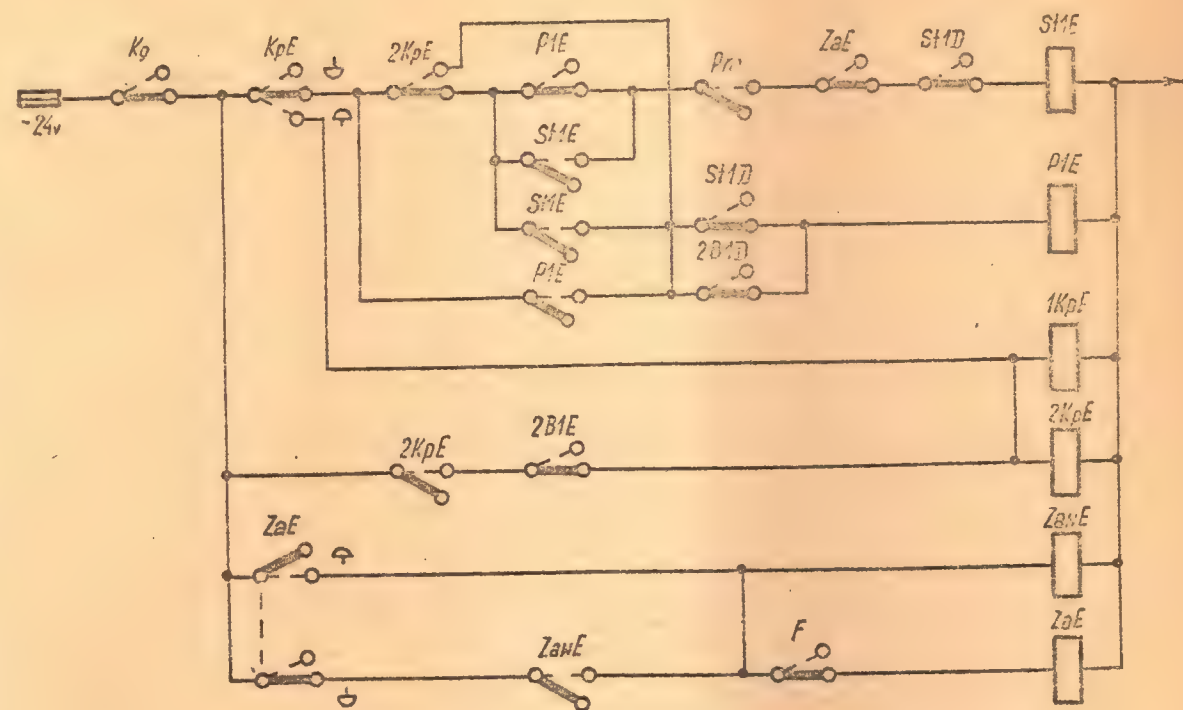 Kg
KpE
2KpE
P1E
ZaE
St1D
St1E
-24v
St1E
St1E
St1D
P1E
P1E
2B1D
1KpE
2KpE
2B1E
2KpE
ZaE
ZawE
ZawE
F
ZaE